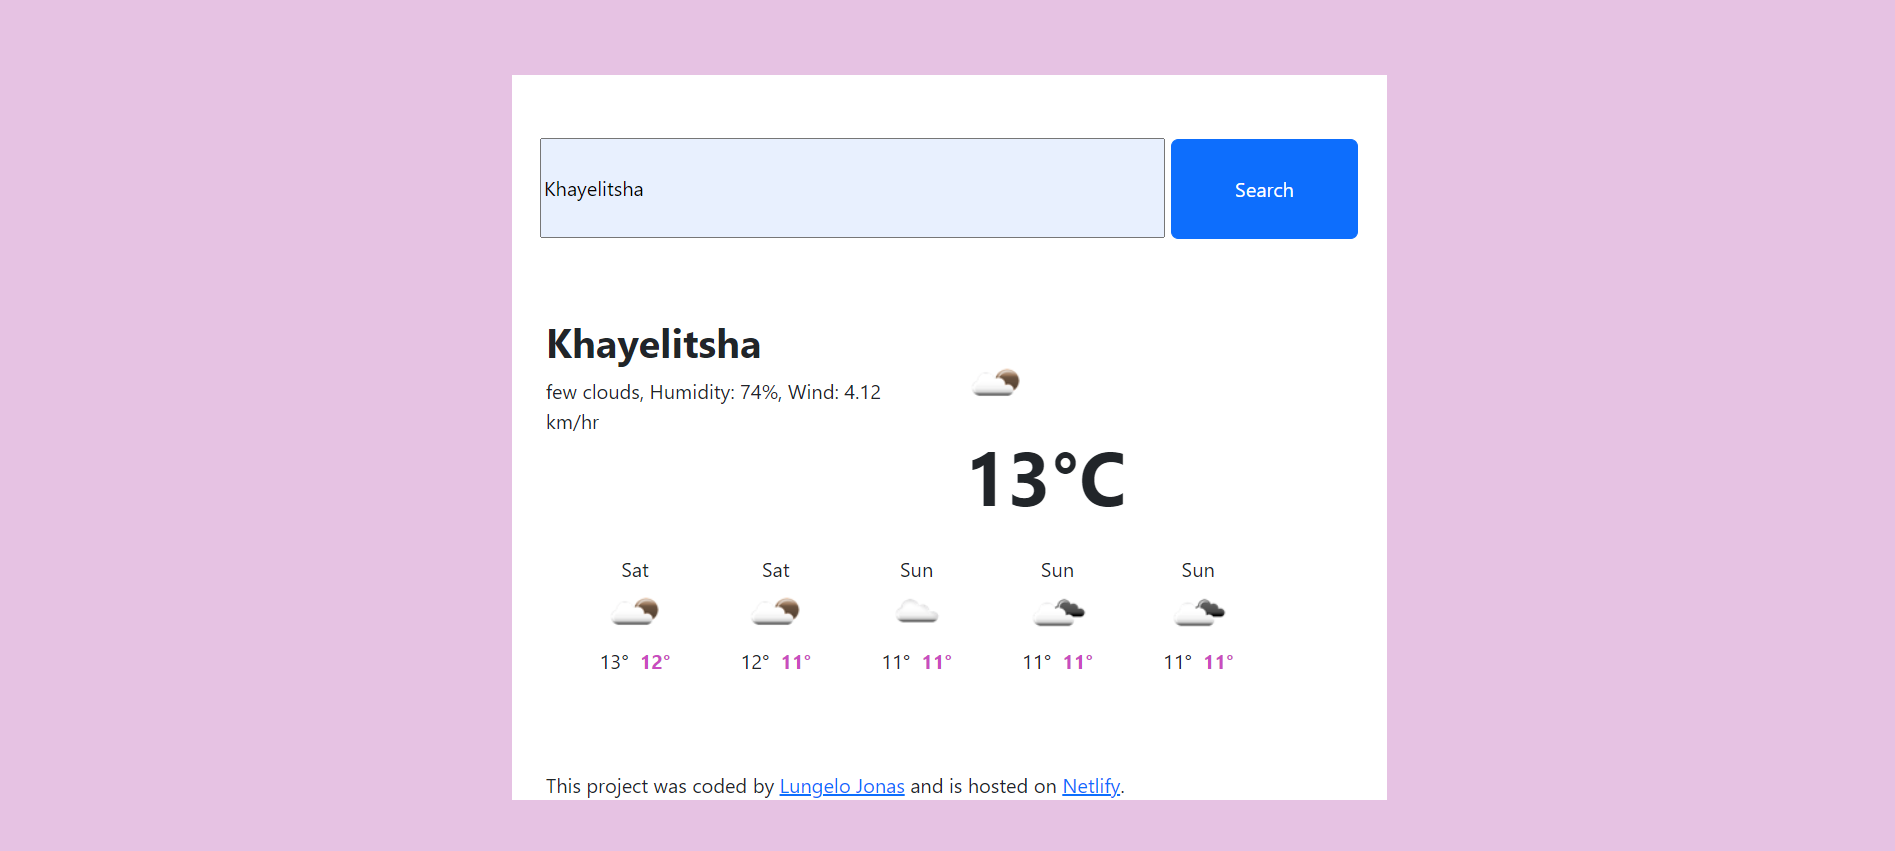 Khayelitsha
Search
Khayelitsha
few clouds, Humidity: 74%, Wind: 4.12
km/hr
13°C
Sat Sat Sun Sun Sun
13° 12° 12° 11° 11° 11° 11° 11° 11° 11°
This project was coded by Lungelo Jonas and is hosted on Netlify.